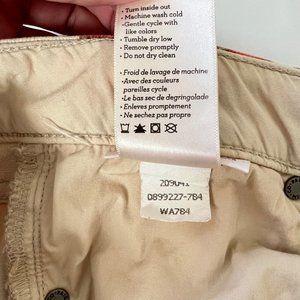 • Turn inside out
• Machine wash cold
-Gentle cycle with
like colors
• Tumble dry low
• Remove promptly
• Do not dry clean
• Froid de lavage de machine
• Avec des couleurs
pareilles cycle
• Le bas sec de degringolade
• Enleves promptement
• Ne sechez pas propre
209041
0899227-784
WA784